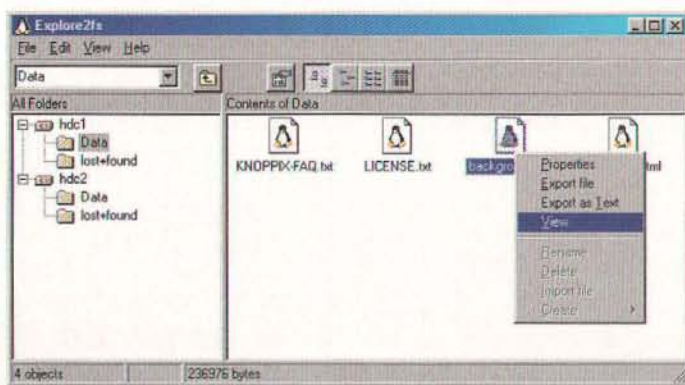 Explore2fs
File Edit View Help
Data
All Folders
Contents of Data
hdc1
Data
lost+found
hdc2
Data
lost+found
KNOPPIX-FAQ.txt
LICENSE.txt
backgro
tml
Properties
Export file
Export as Text
View
Rename
Delete
Import file
Create
4 objects
236976 bytes